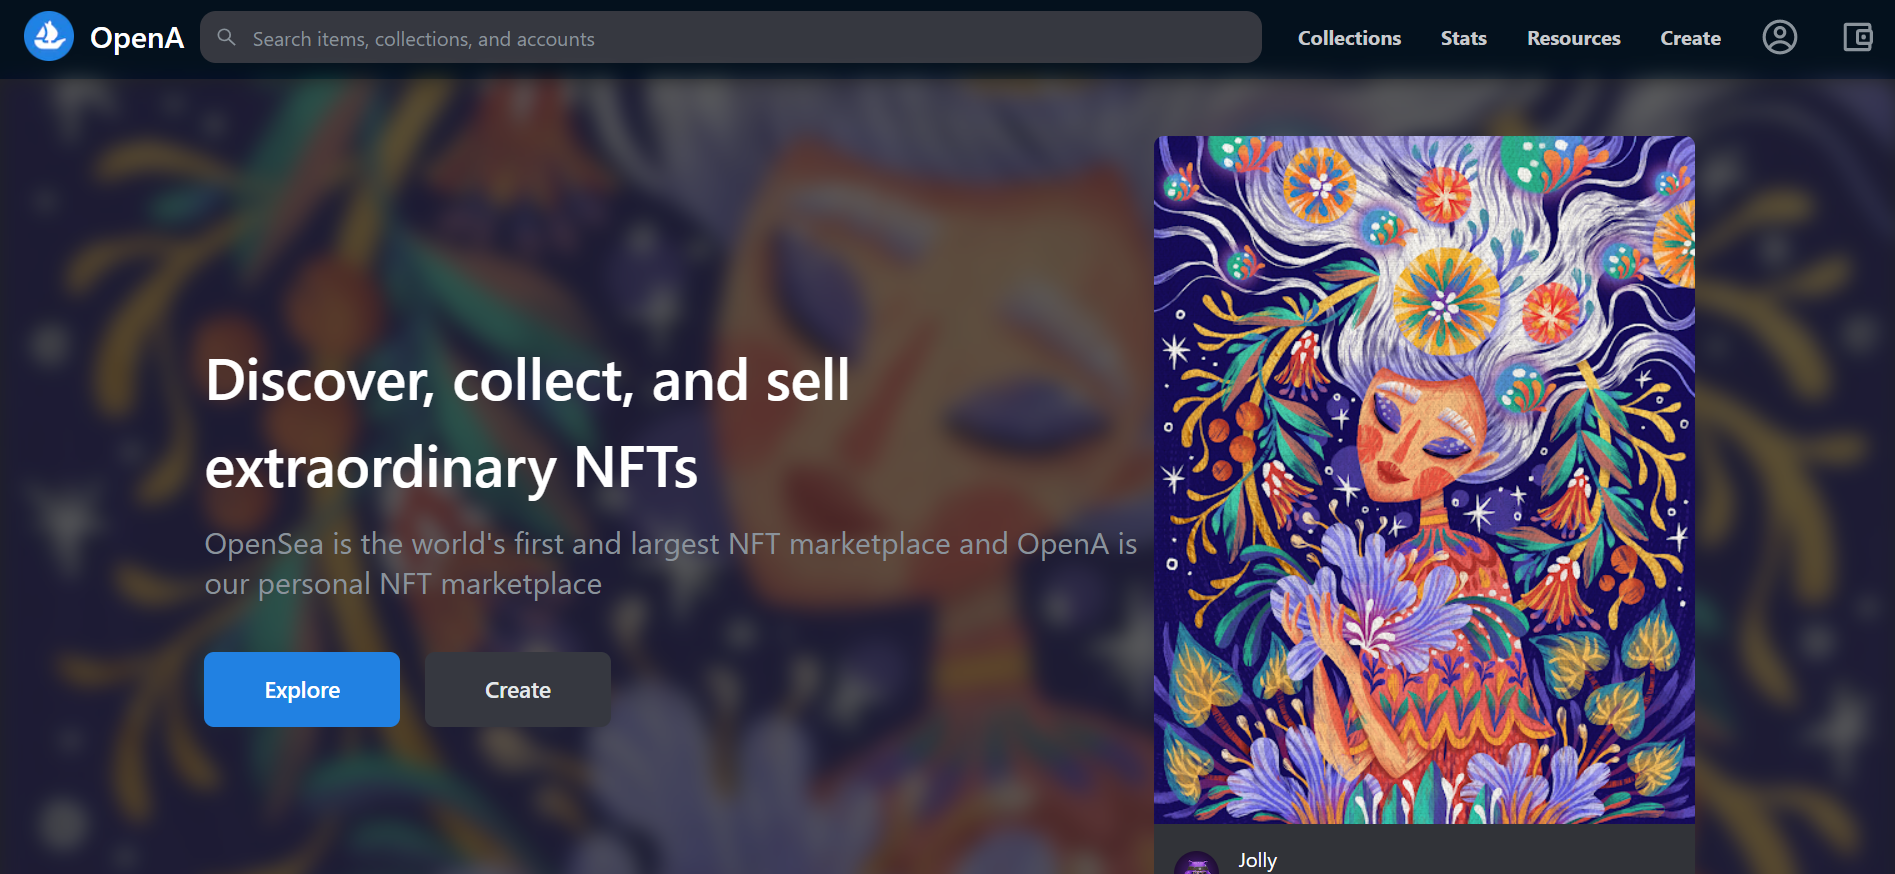 OpenA
Search items, collections, and accounts
Collections
Stats
Resources
Create
Discover, collect, and sell
extraordinary NFTs
OpenSea is the world's first and largest NFT marketplace and OpenA is
our personal NFT marketplace
Explore
Create
Jolly